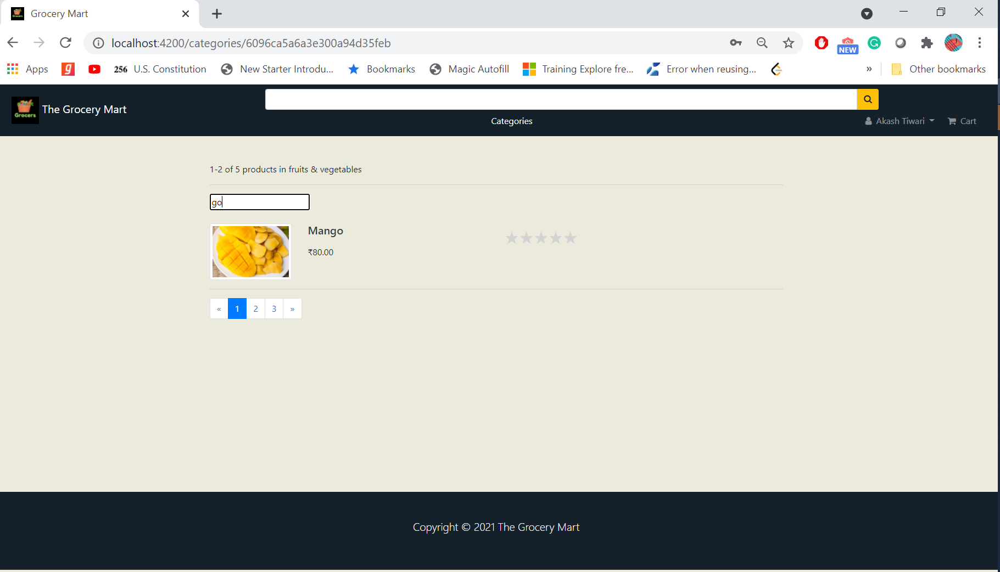 Grocery Mart
localhost:4200/categories/6096ca5a6a3e300a94d35feb
NEW
Apps
g
256 U.S. Constitution
New Starter Introdu...
Bookmarks
Magic Autofill
Training Explore fre...
Error when reusing...
»
Other bookmarks
Grocers
The Grocery Mart
Categories
Akash Tiwari
Cart
1-2 of 5 products in fruits & vegetables
go
Mango
₹80.00
« 1 2 3 »
Copyright © 2021 The Grocery Mart